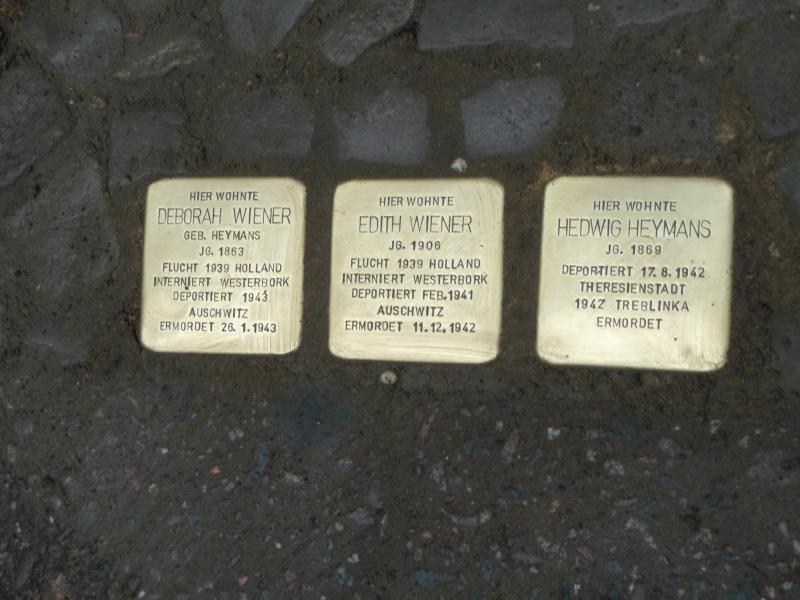 HIER WOHNTE
DEBORAH WIENER
GEB. HEYMANS
JG. 1863
FLUCHT 1939 HOLLAND
INTERNIERT WESTERBORK
DEPORTIERT 1943
AUSCHWITZ
ERMORDET 26.1.1943
HIER WOHNTE
EDITH WIENER
JG. 1906
FLUCHT 1939 HOLLAND
INTERNIERT WESTERBORK
DEPORTIERT FEB.1941
AUSCHWITZ
ERMORDET 11.12.1942
HIER WOHNTE
HEDWIG HEYMANS
JG. 1869
DEPORTIERT 17.8.1942
THERESIENSTADT
1942 TREBLINKA
ERMORDET